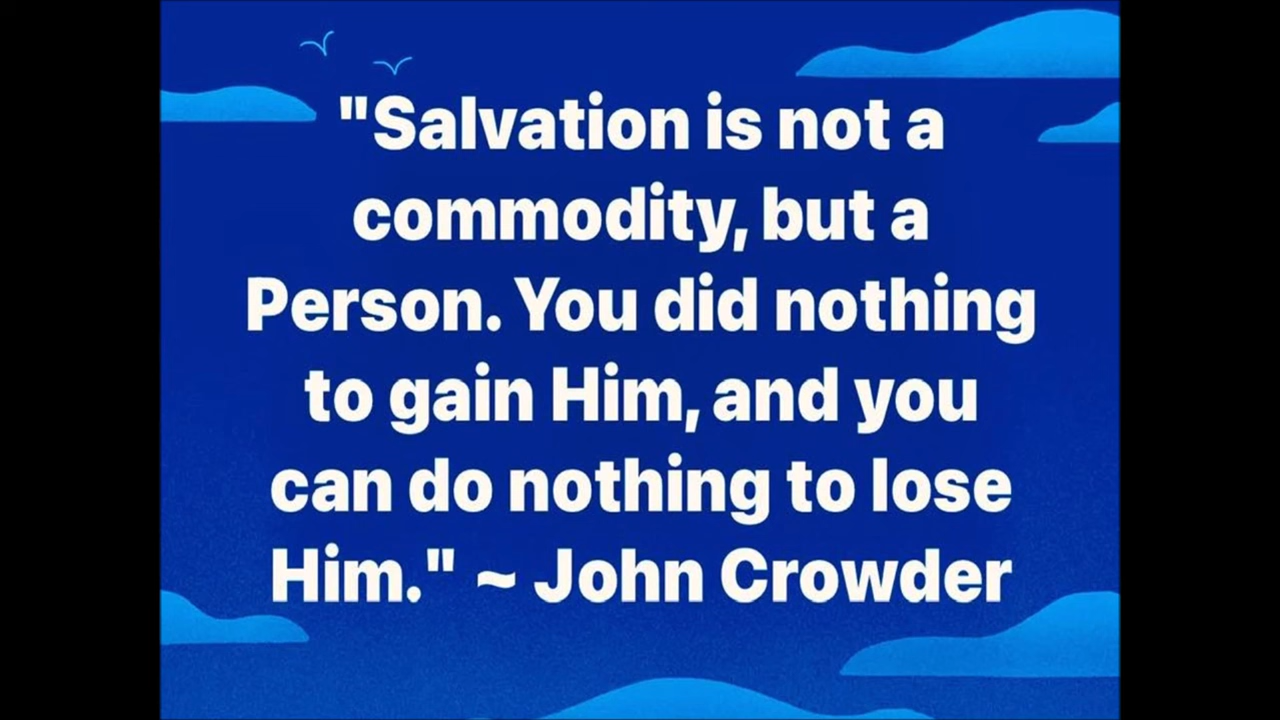 "Salvation is not a
commodity, but a
Person. You did nothing
to gain Him, and you
can do nothing to lose
Him." ~ John Crowder